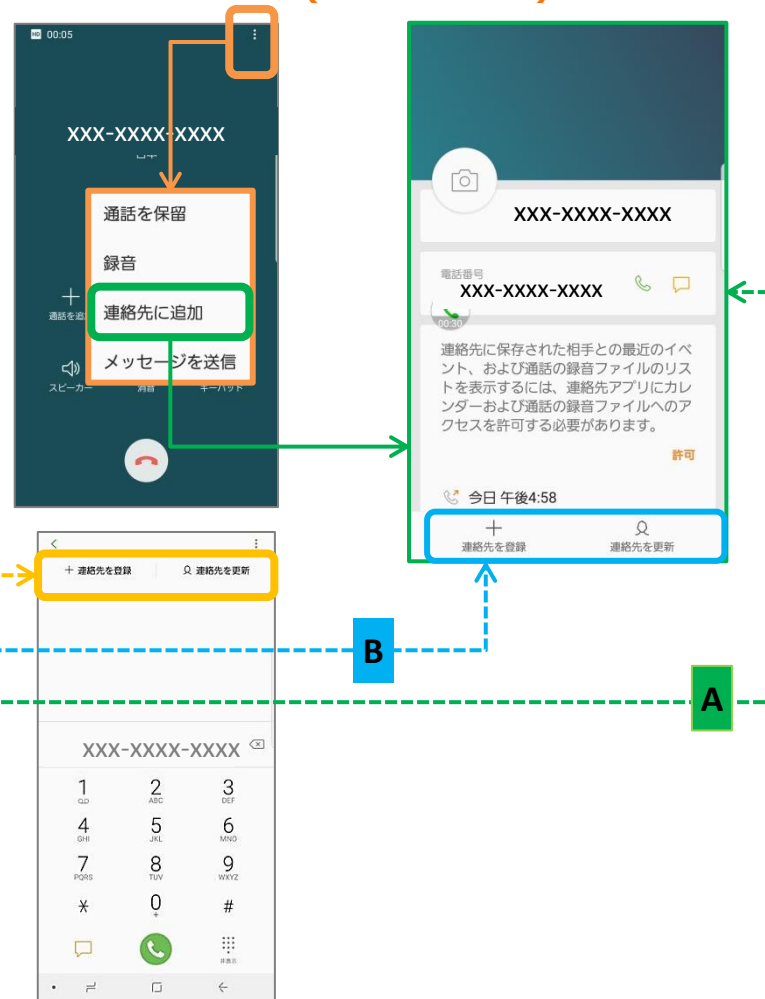 HD 00:05
XXX-XXXX-XXXX
通話を保留
録音
連絡先に追加
メッセージを送信
通話を追
スピーカー
消音
キーパッド
XXX-XXXX-XXXX
電話番号
XXX-XXXX-XXXX
00:30
連絡先に保存された相手との最近のイベ
ント、および通話の録音ファイルのリス
トを表示するには、連絡先アプリにカレ
ンダーおよび通話の録音ファイルへのア
クセスを許可する必要があります。
許可
今日 午後4:58
連絡先を登録
連絡先を更新
+ 連絡先を登録
連絡先を更新
B
A
XXX-XXXX-XXXX
1 2 3
ABC DEF
4 5 6
GHI JKL MNO
7 8 9
PQRS TUV WXYZ
* 0 #
+
非表示